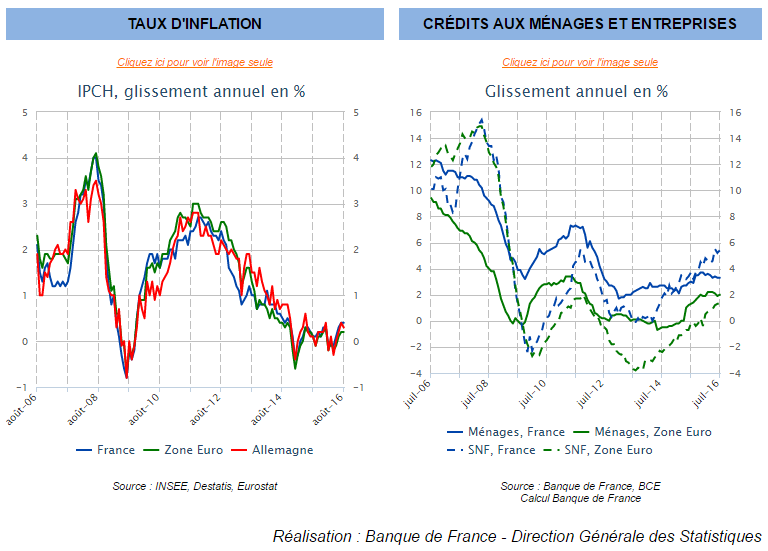 TAUX D'INFLATION
Cliquez ici pour voir l'image seule
IPCH, glissement annuel en %
5 5
4 4
3 3
2 2
1 1
0 0
−1 −1
août−06 août−08 août−10 août−12 août−14 août−16
France Zone Euro Allemagne
Source : INSEE, Destatis, Eurostat
CRÉDITS AUX MÉNAGES ET ENTREPRISES
Cliquez ici pour voir l'image seule
Glissement annuel en %
16 16
14 14
12 12
10 10
8 8
6 6
4 4
2 2
0 0
−2 −2
−4 −4
juil−06 juil−08 juil−10 juil−12 juil−14 juil−16
Ménages, France Ménages, Zone Euro
SNF, France SNF, Zone Euro
Source : Banque de France, BCE
Calcul Banque de France
Réalisation : Banque de France - Direction Générale des Statistiques